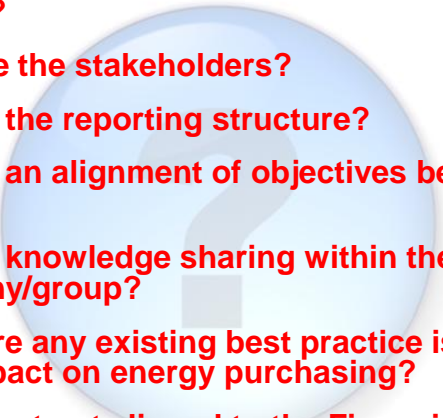 ?
e the stakeholders?
the reporting structure?
an alignment of objectives be
knowledge sharing within the
ny/group?
re any existing best practice is
pact on energy purchasing?